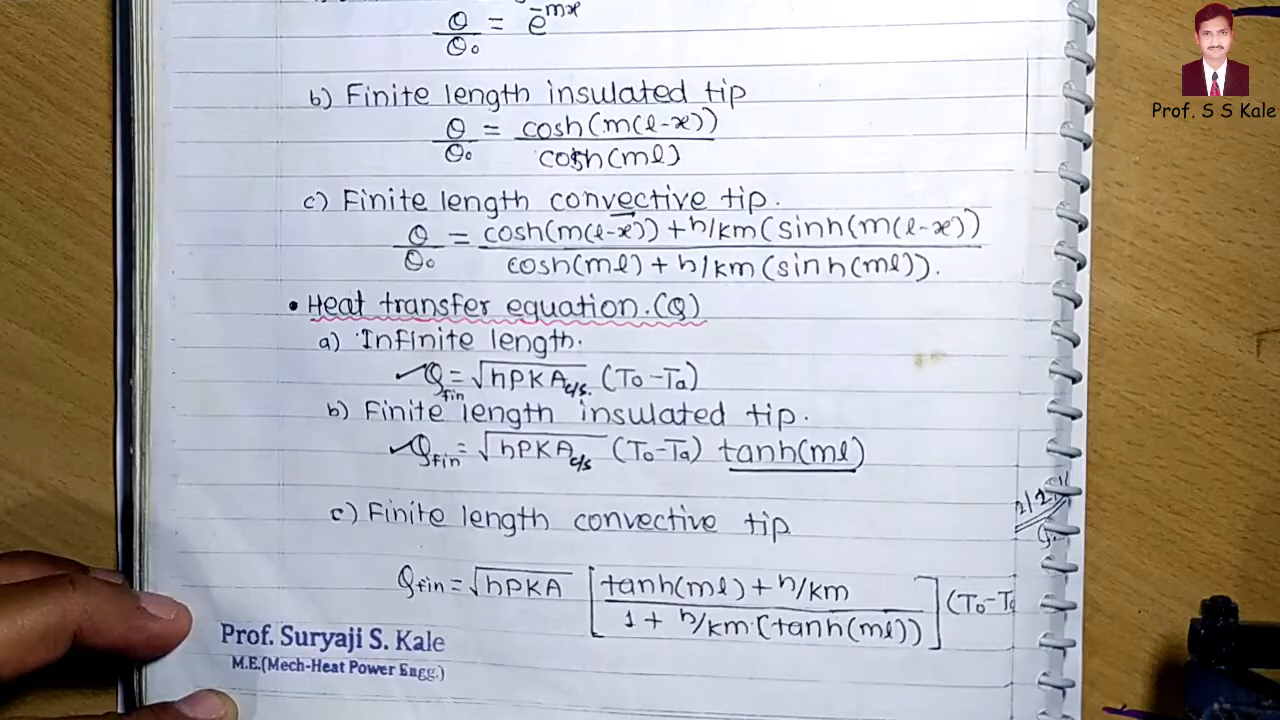 θ/θ₀ = e^-mx
b) Finite length insulated tip
θ/θ₀ = cosh(m(l-x)) / cosh(ml)
c) Finite length convective tip.
θ/θ₀ = cosh(m(l-x)) + h/km (sinh(m(l-x)) / cosh(ml) + h/km (sinh(ml)).
• Heat transfer equation. (Q)
a) Infinite length.
✓Qfin = √hPKAc/s. (To - Ta)
b) Finite length insulated tip.
✓Qfin = √hPKAc/s (To - Ta) tanh(ml)
c) Finite length convective tip
Qfin = √hPKA [tanh(ml) + h/km / 1 + h/km.(tanh(ml))] (To - T
Prof. Suryaji S. Kale
M.E.(Mech-Heat Power Engg.)
Prof. S S Kale